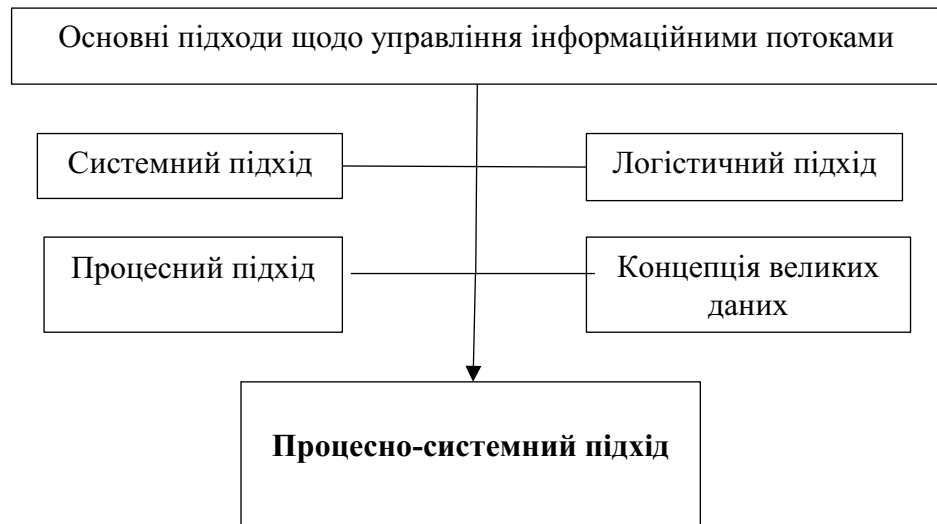 Основні підходи щодо управління інформаційними потоками
Системний підхід
Логістичний підхід
Процесний підхід
Концепція великих
даних
Процесно-системний підхід